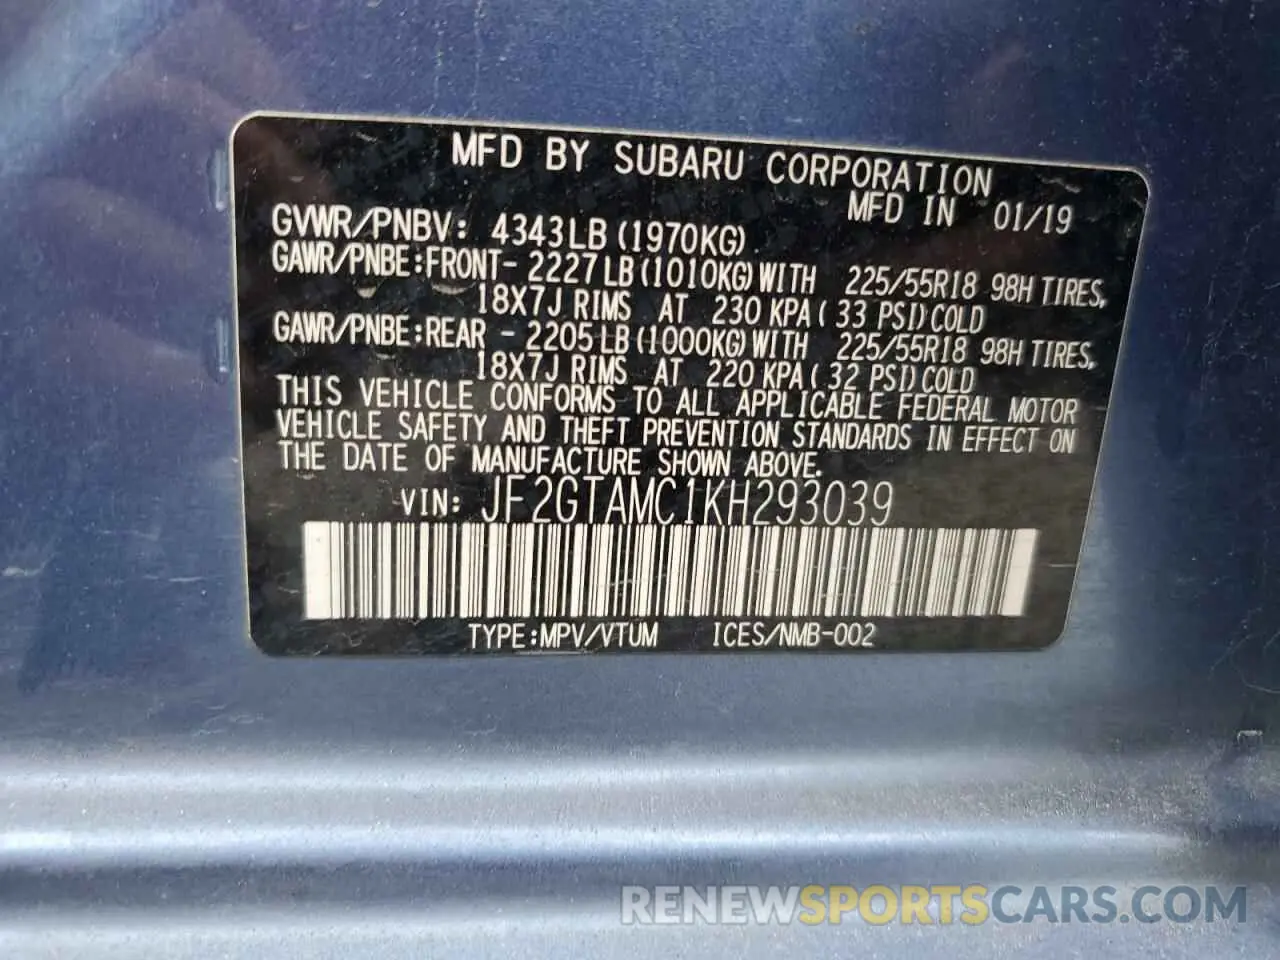 MFD BY SUBARU CORPORATION
MFD IN 01/19
GVWR/PNBV: 4343LB (1970KG)
GAWR/PNBE:FRONT- 2227LB(1010KG)WITH 225/55R18 98H TIRES,
18X7J RIMS AT 230 KPA( 33 PSI)COLD
GAWR/PNBE:REAR - 2205LB(1000KG)WITH 225/55R18 98H TIRES,
18X7J RIMS AT 220 KPA( 32 PSI)COLD
THIS VEHICLE CONFORMS TO ALL APPLICABLE FEDERAL MOTOR
VEHICLE SAFETY AND THEFT PREVENTION STANDARDS IN EFFECT ON
THE DATE OF MANUFACTURE SHOWN ABOVE.
VIN: JF2GTAMC1KH293039
TYPE:MPV/VTUM ICES/NMB-002
RENEWSPORTSCARS.COM